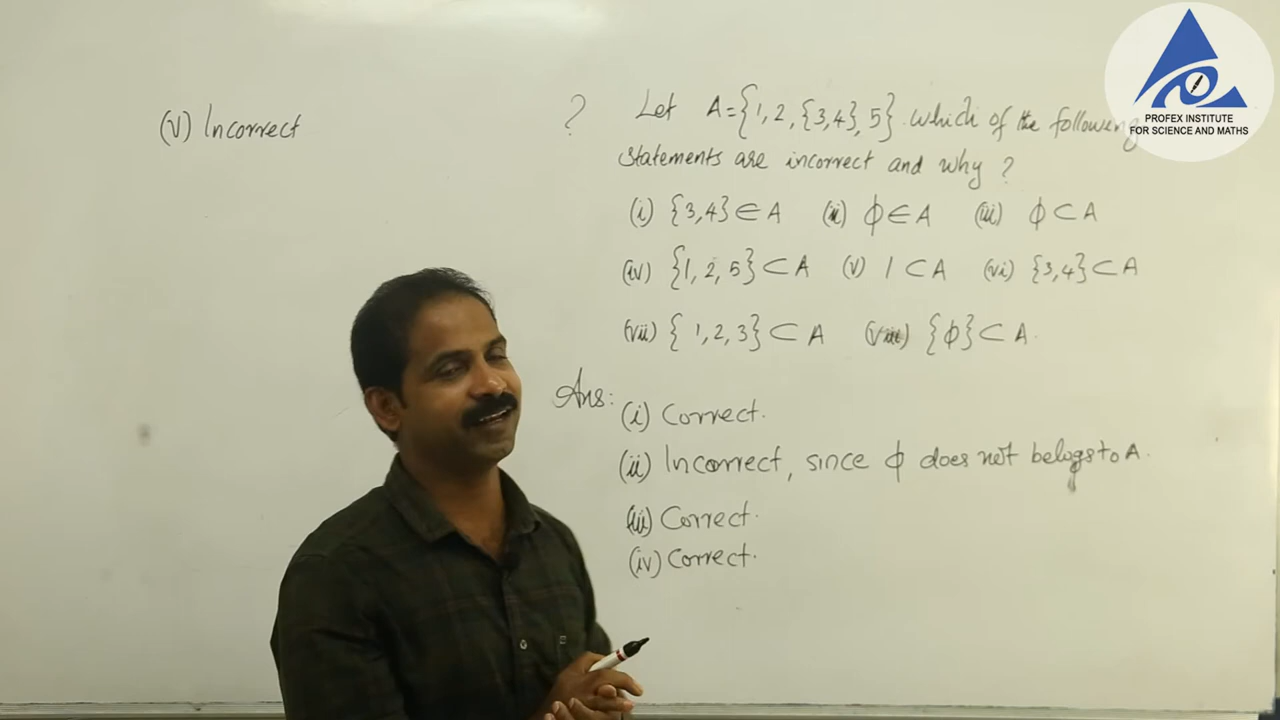 (V) Incorrect
? Let A={1, 2, {3,4}, 5}. Which of the following
statements are incorrect and why ?
(i) {3,4} ∈ A (ii) ϕ ∈ A (iii) ϕ ⊂ A
(iv) {1, 2, 5} ⊂ A (v) 1 ⊂ A (vi) {3,4} ⊂ A
(vii) { 1, 2, 3} ⊂ A (viii) {ϕ} ⊂ A.
Ans: (i) Correct.
(ii) Incorrect, since ϕ does not belogs to A.
(iii) Correct.
(iv) Correct.
PROFEX INSTITUTE
FOR SCIENCE AND MATHS